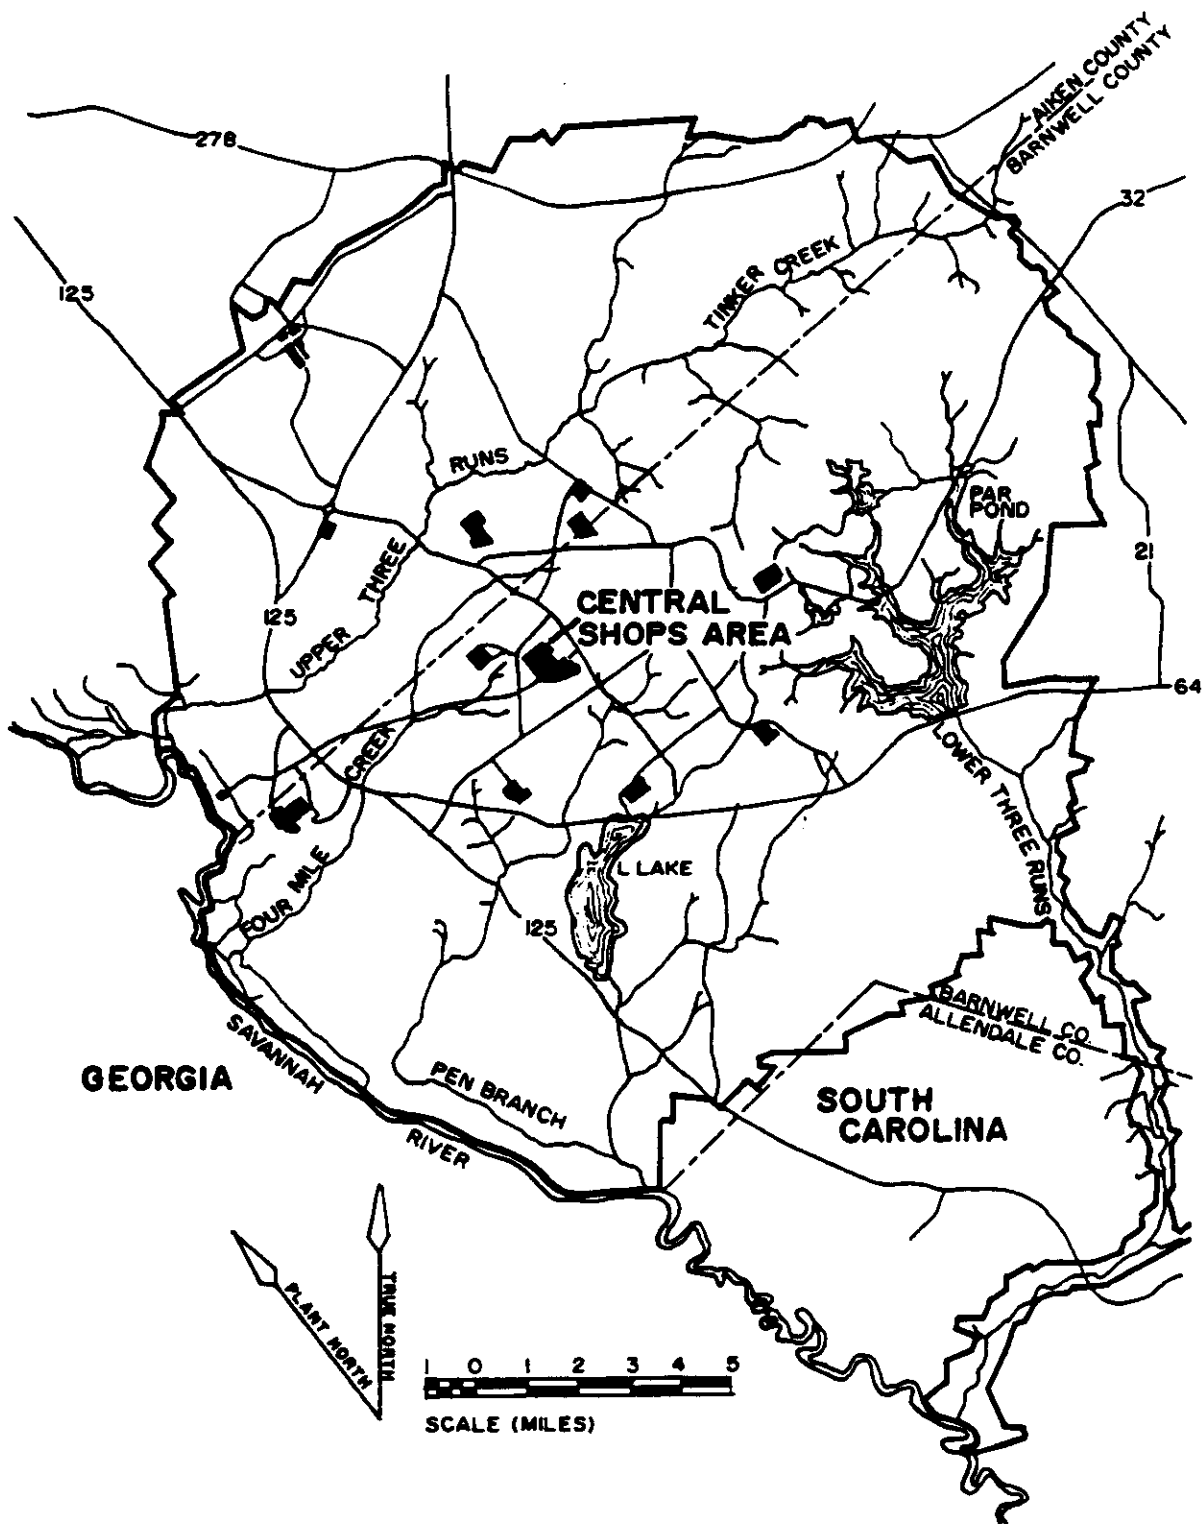 AIKEN COUNTY
BARNWELL COUNTY
278
32
125
TINKER CREEK
RUNS
PAR
POND
THREE
21
CENTRAL
SHOPS AREA
125
UPPER
64
CREEK
LOWER THREE RUNS
L LAKE
FOUR MILE
125
BARNWELL CO.
ALLENDALE CO.
SAVANNAH
GEORGIA
PEN BRANCH
SOUTH
CAROLINA
RIVER
PLANT NORTH
TRUE NORTH
1 0 1 2 3 4 5
SCALE (MILES)